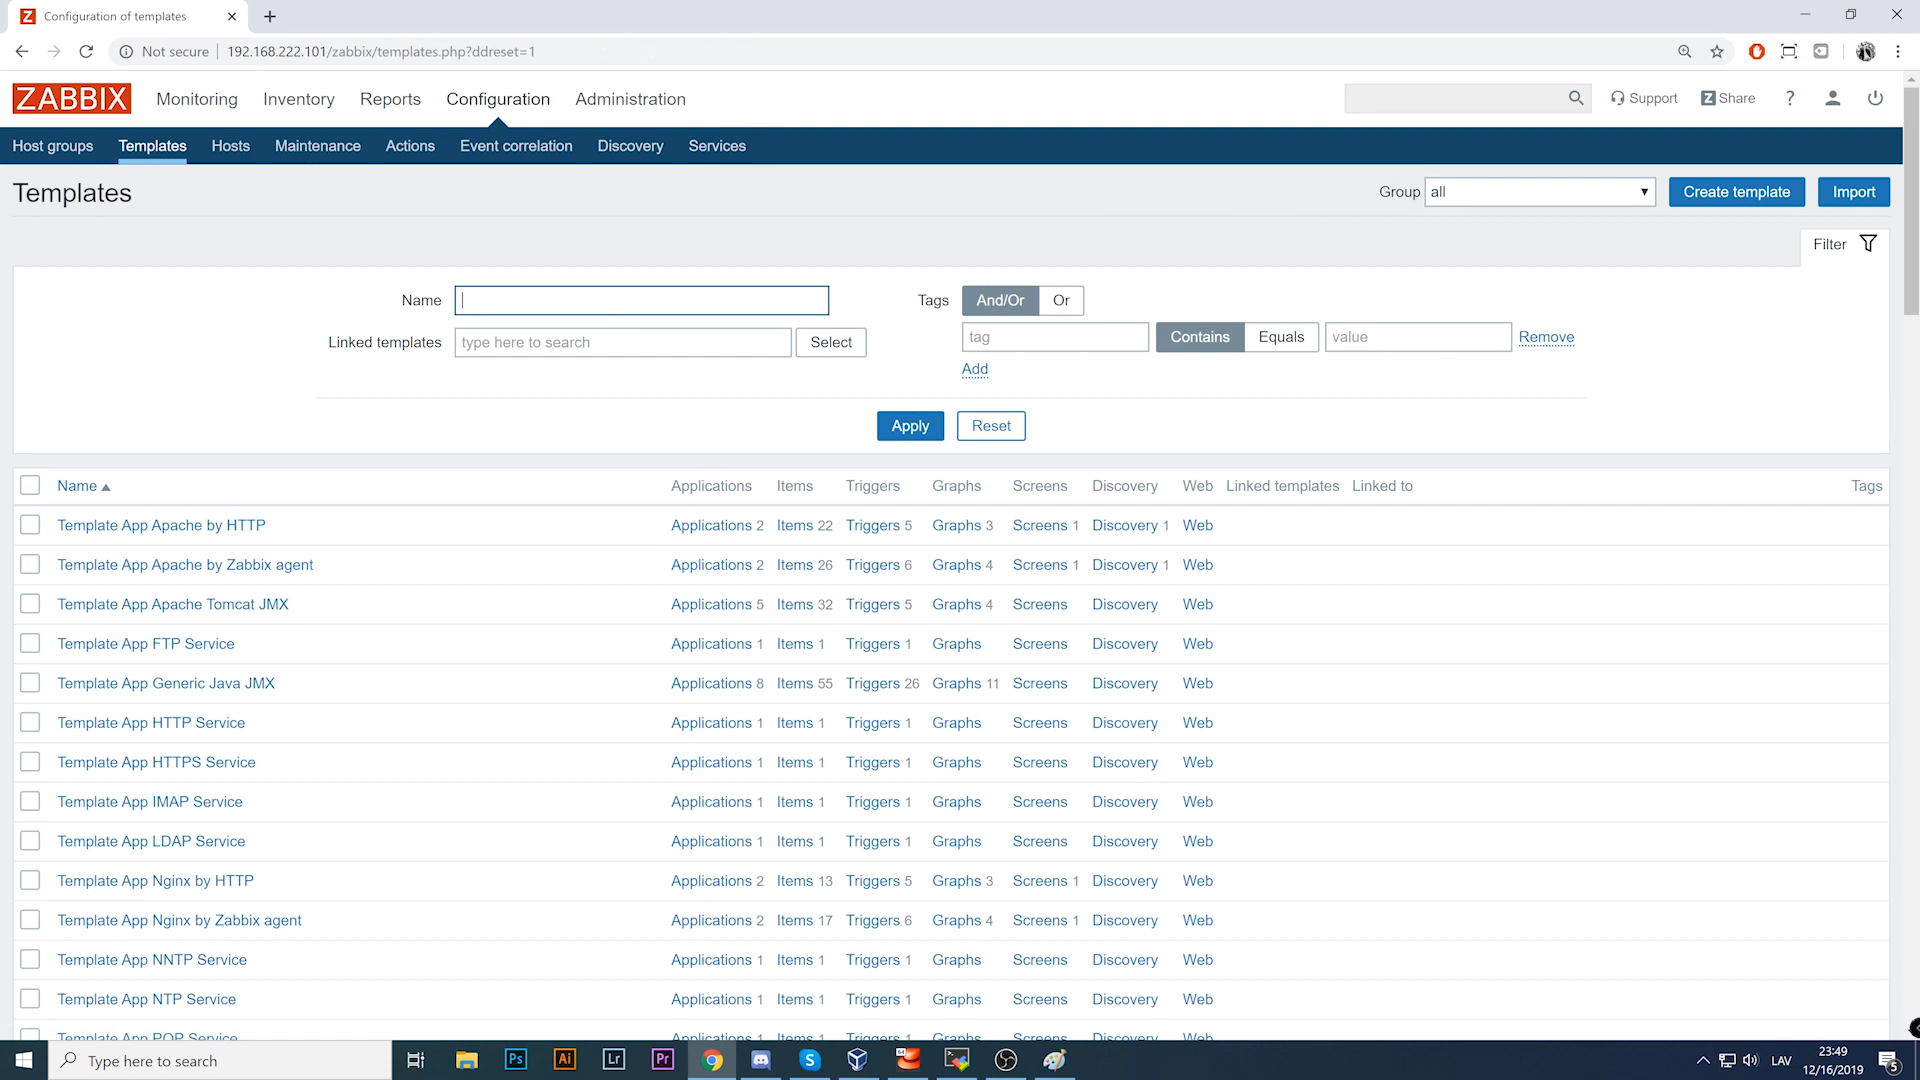 Configuration of templates
Not secure 192.168.222.101/zabbix/templates.php?ddreset=1
ZABBIX Monitoring Inventory Reports Configuration Administration Support Z Share ?
Host groups Templates Hosts Maintenance Actions Event correlation Discovery Services
Templates Group all Create template Import
Filter
Name Tags And/Or Or
Linked templates type here to search Select tag Contains Equals value Remove
Add
Apply Reset
Name Applications Items Triggers Graphs Screens Discovery Web Linked templates Linked to Tags
Template App Apache by HTTP Applications 2 Items 22 Triggers 5 Graphs 3 Screens 1 Discovery 1 Web
Template App Apache by Zabbix agent Applications 2 Items 26 Triggers 6 Graphs 4 Screens 1 Discovery 1 Web
Template App Apache Tomcat JMX Applications 5 Items 32 Triggers 5 Graphs 4 Screens Discovery Web
Template App FTP Service Applications 1 Items 1 Triggers 1 Graphs Screens Discovery Web
Template App Generic Java JMX Applications 8 Items 55 Triggers 26 Graphs 11 Screens Discovery Web
Template App HTTP Service Applications 1 Items 1 Triggers 1 Graphs Screens Discovery Web
Template App HTTPS Service Applications 1 Items 1 Triggers 1 Graphs Screens Discovery Web
Template App IMAP Service Applications 1 Items 1 Triggers 1 Graphs Screens Discovery Web
Template App LDAP Service Applications 1 Items 1 Triggers 1 Graphs Screens Discovery Web
Template App Nginx by HTTP Applications 2 Items 13 Triggers 5 Graphs 3 Screens 1 Discovery Web
Template App Nginx by Zabbix agent Applications 2 Items 17 Triggers 6 Graphs 4 Screens 1 Discovery Web
Template App NNTP Service Applications 1 Items 1 Triggers 1 Graphs Screens Discovery Web
Template App NTP Service Applications 1 Items 1 Triggers 1 Graphs Screens Discovery Web
Template App POP Service Applications 1 Items 1 Triggers 1 Graphs Screens Discovery Web
Type here to search Ps Ai Lr Pr LAV 23:49
12/16/2019 5